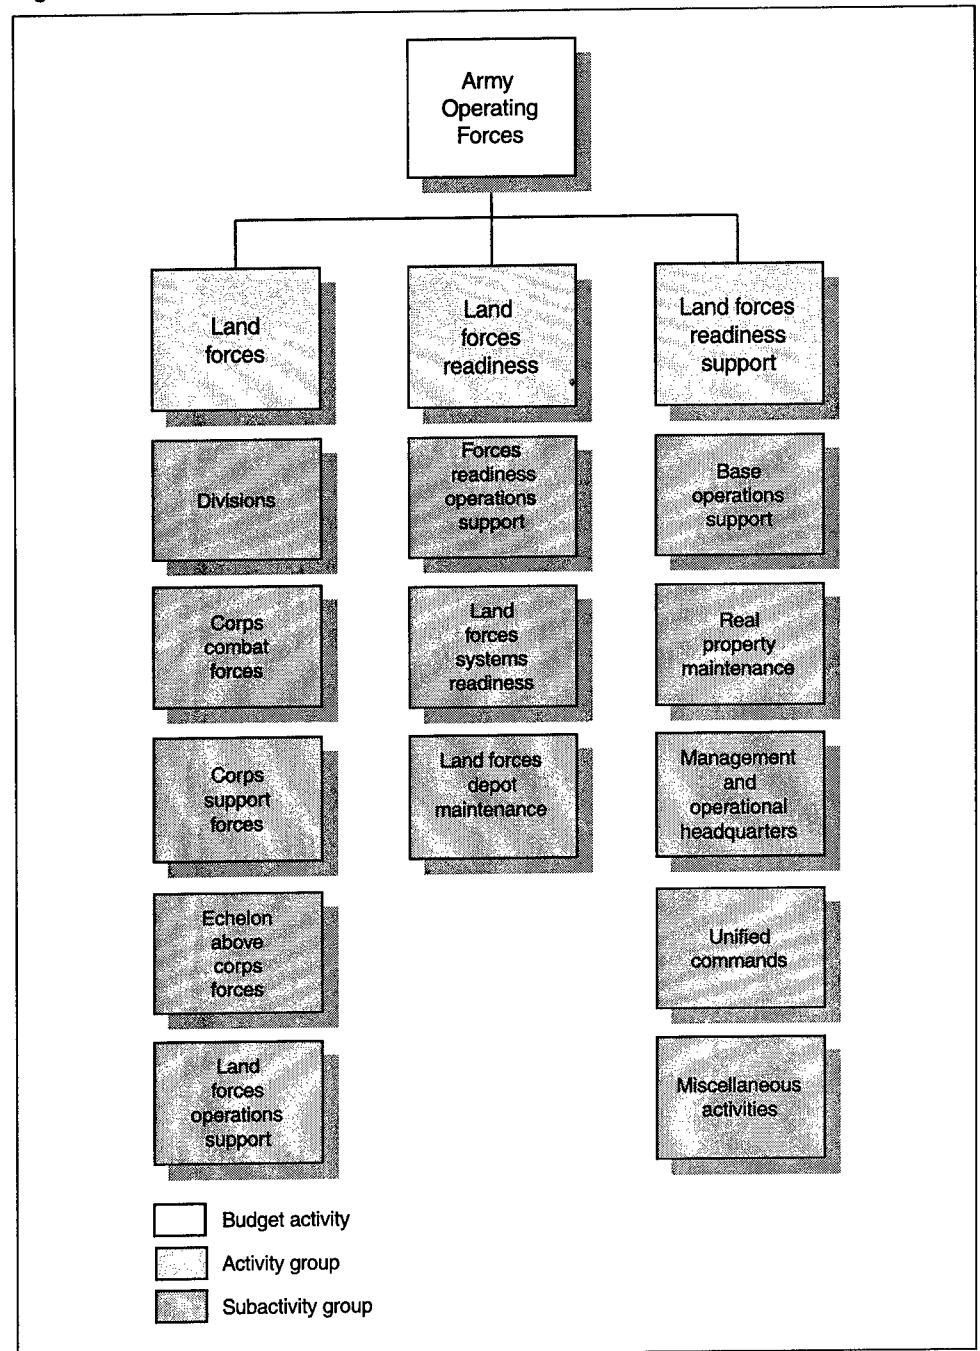 Army
Operating
Forces
Land
forces
Land
forces
readiness
Land forces
readiness
support
Divisions
Forces
readiness
operations
support
Base
operations
support
Corps
combat
forces
Land
forces
systems
readiness
Real
property
maintenance
Corps
support
forces
Land forces
depot
maintenance
Management
and
operational
headquarters
Echelon
above
corps
forces
Unified
commands
Land
forces
operations
support
Miscellaneous
activities
Budget activity
Activity group
Subactivity group